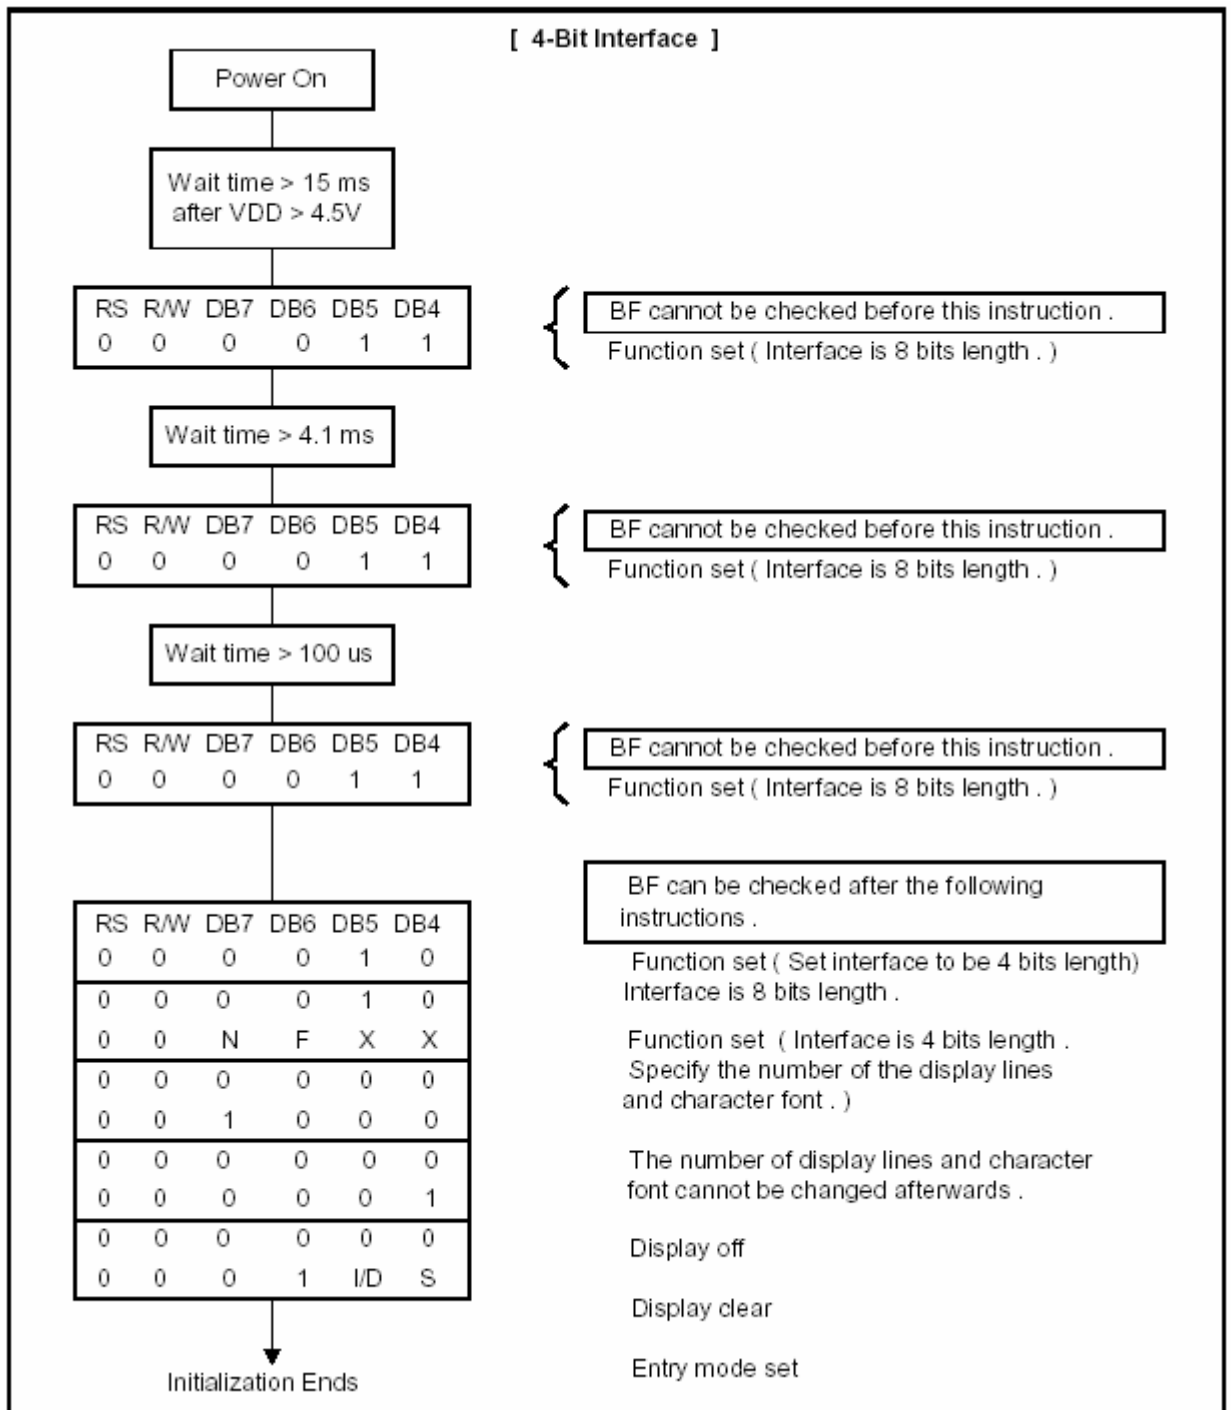 [ 4-Bit Interface ]
Power On
Wait time > 15 ms
after VDD > 4.5V
RS R/W DB7 DB6 DB5 DB4
0 0 0 0 1 1
BF cannot be checked before this instruction .
Function set ( Interface is 8 bits length . )
Wait time > 4.1 ms
RS R/W DB7 DB6 DB5 DB4
0 0 0 0 1 1
BF cannot be checked before this instruction .
Function set ( Interface is 8 bits length . )
Wait time > 100 us
RS R/W DB7 DB6 DB5 DB4
0 0 0 0 1 1
BF cannot be checked before this instruction .
Function set ( Interface is 8 bits length . )
RS R/W DB7 DB6 DB5 DB4
0 0 0 0 1 0
0 0 0 0 1 0
0 0 N F X X
0 0 0 0 0 0
0 0 1 0 0 0
0 0 0 0 0 0
0 0 0 0 0 1
0 0 0 0 0 0
0 0 0 1 I/D S
Initialization Ends
BF can be checked after the following
instructions .
Function set ( Set interface to be 4 bits length)
Interface is 8 bits length .
Function set ( Interface is 4 bits length .
Specify the number of the display lines
and character font . )
The number of display lines and character
font cannot be changed afterwards .
Display off
Display clear
Entry mode set